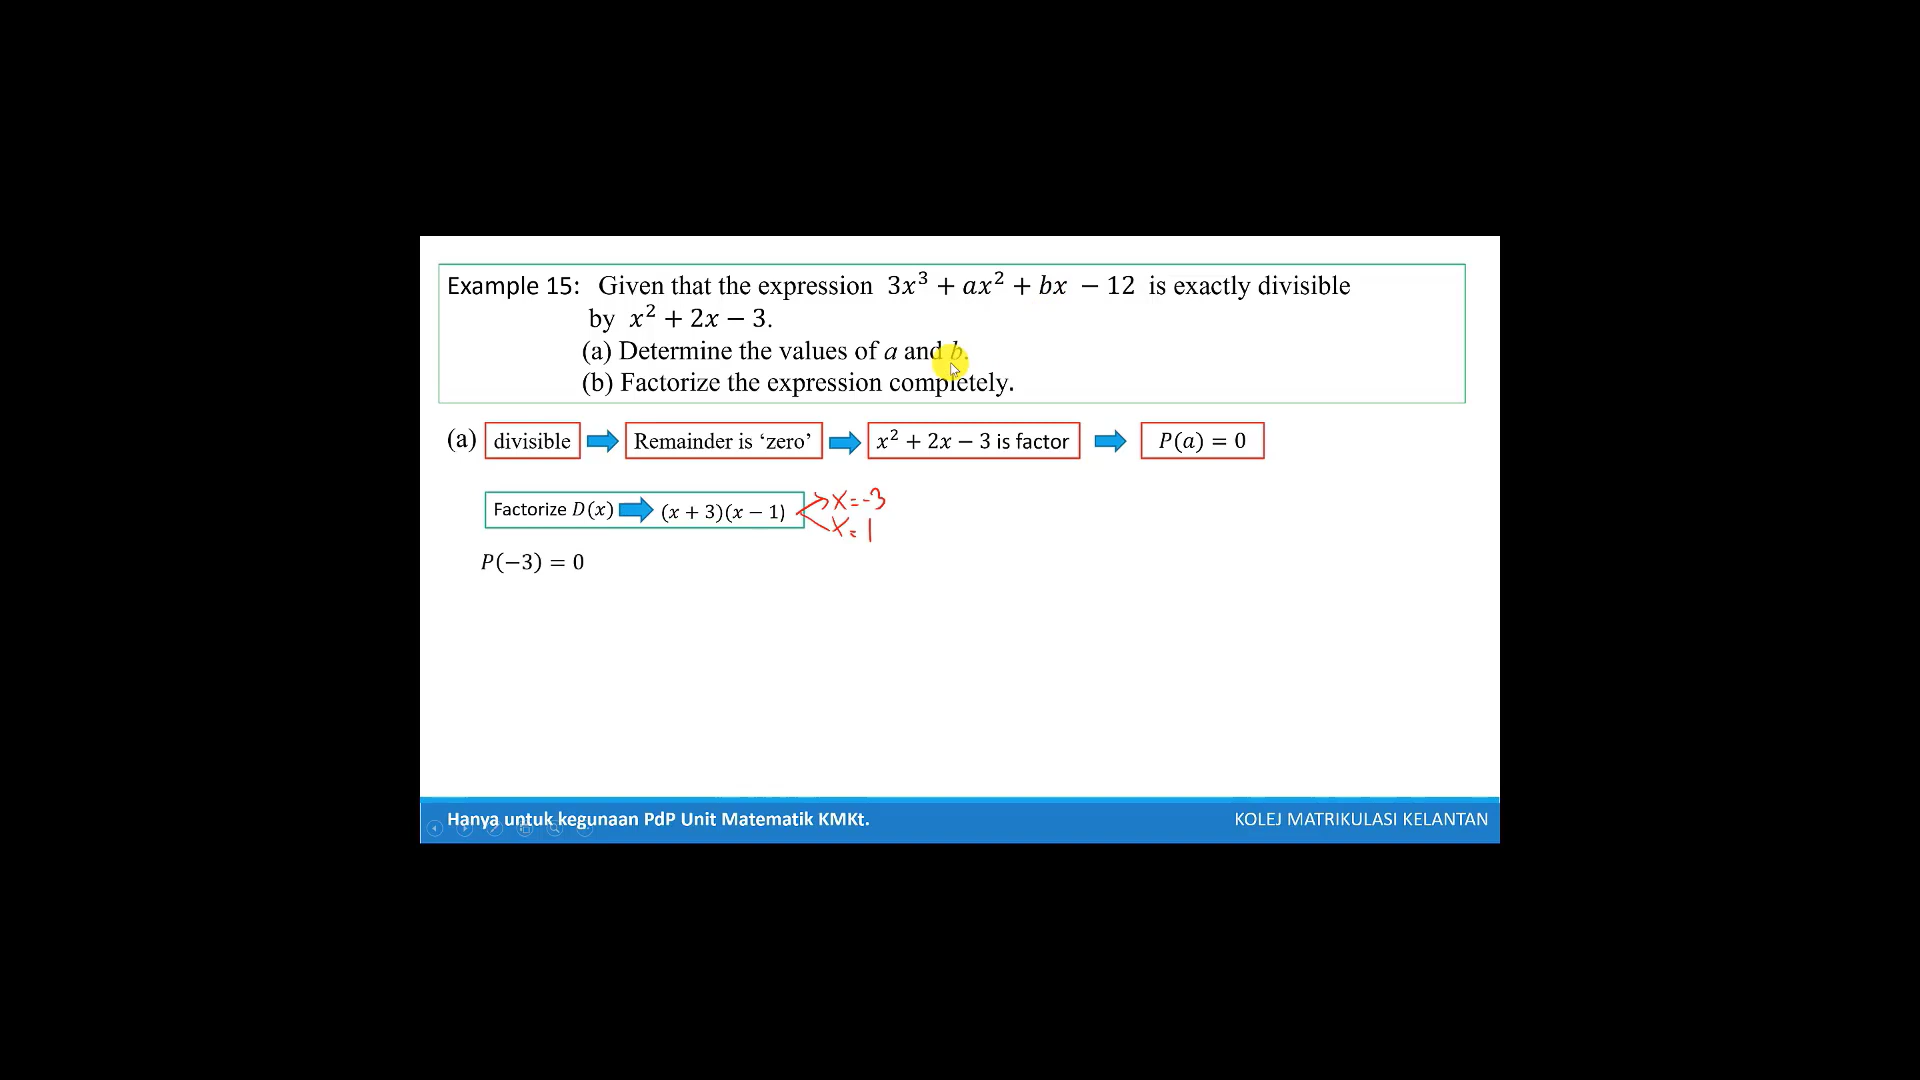 Example 15: Given that the expression 3x³ + ax² + bx − 12 is exactly divisible
by x² + 2x − 3.
(a) Determine the values of a and b.
(b) Factorize the expression completely.
(a) divisible Remainder is ‘zero’ x² + 2x − 3 is factor P(a) = 0
Factorize D(x) (x + 3)(x − 1) x = -3
x = 1
P(−3) = 0
Hanya untuk kegunaan PdP Unit Matematik KMKt. KOLEJ MATRIKULASI KELANTAN